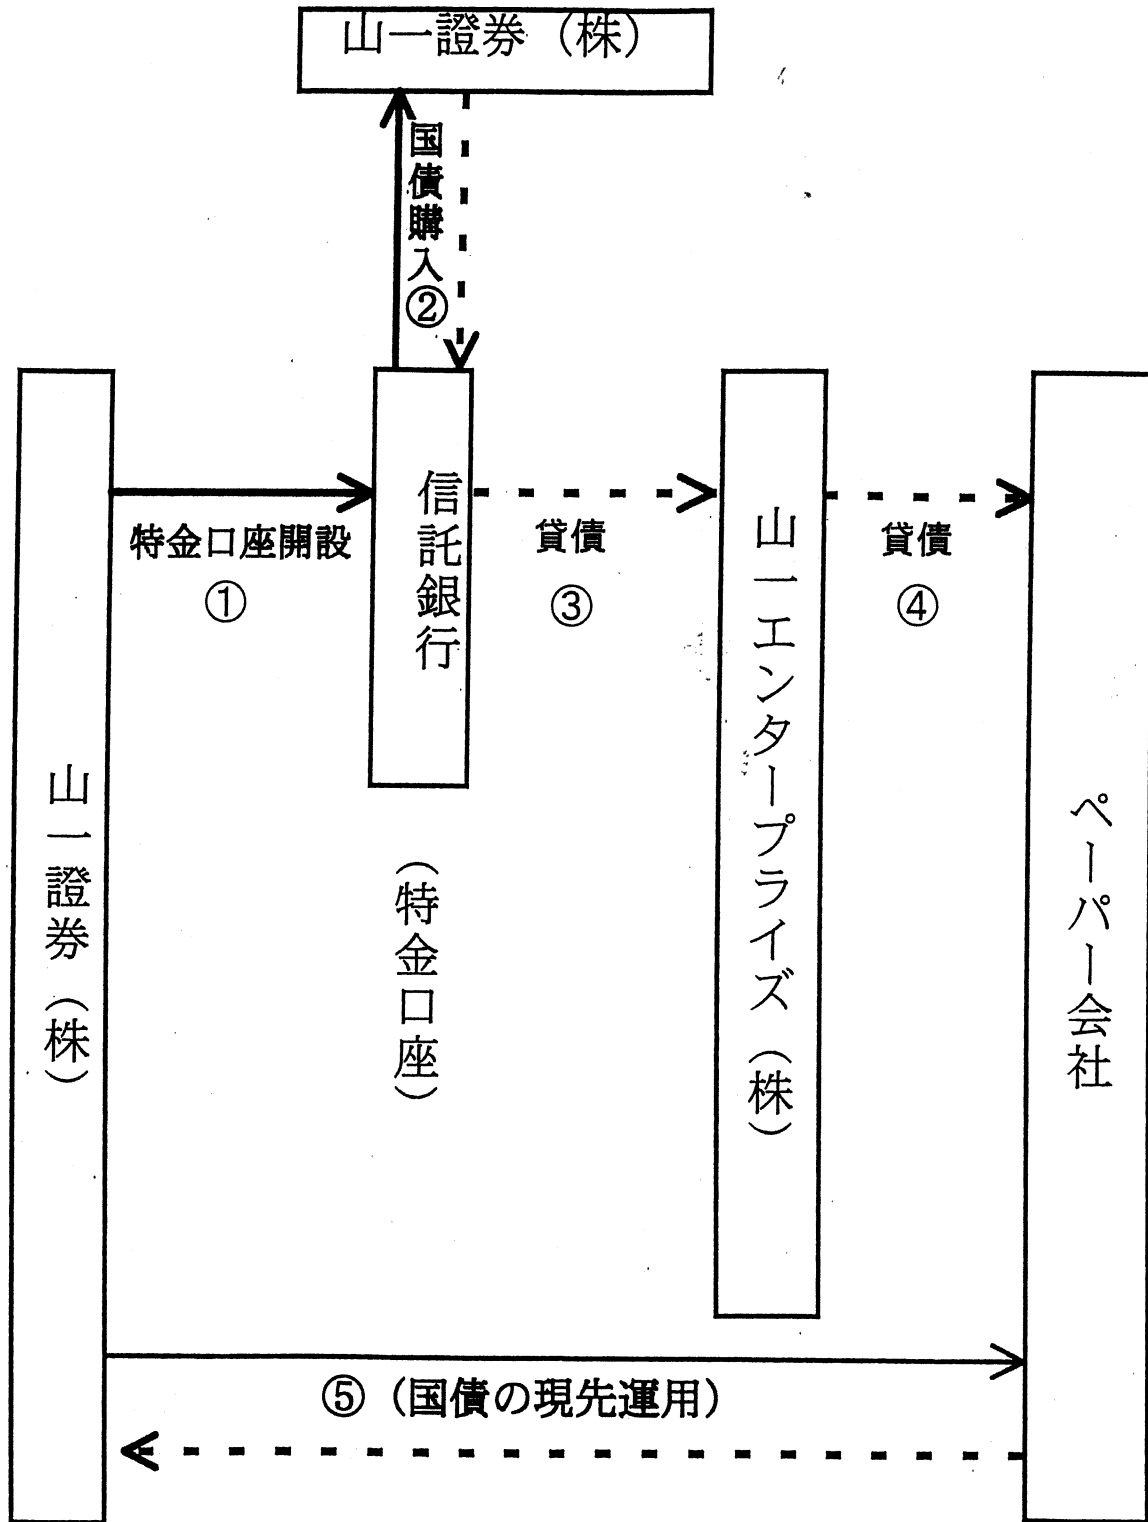 山一證券（株）
国債購入②
特金口座開設
①
信託銀行
（特金口座）
貸債
③
山一エンタープライズ（株）
貸債
④
山一證券（株）
ペーパー会社
⑤（国債の現先運用）